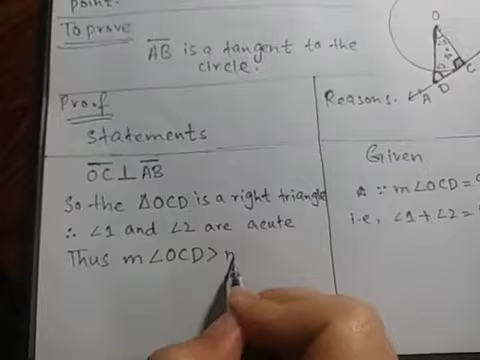 point.
To prove
AB is a tangent to the
circle.
Proof
Statements
Reasons.
OC ⊥ AB
Given
So the ΔOCD is a right triangle
∵ m∠OCD =
∴ ∠1 and ∠2 are acute
i.e, ∠1 + ∠2 =
Thus m∠OCD >
O
C
D
A